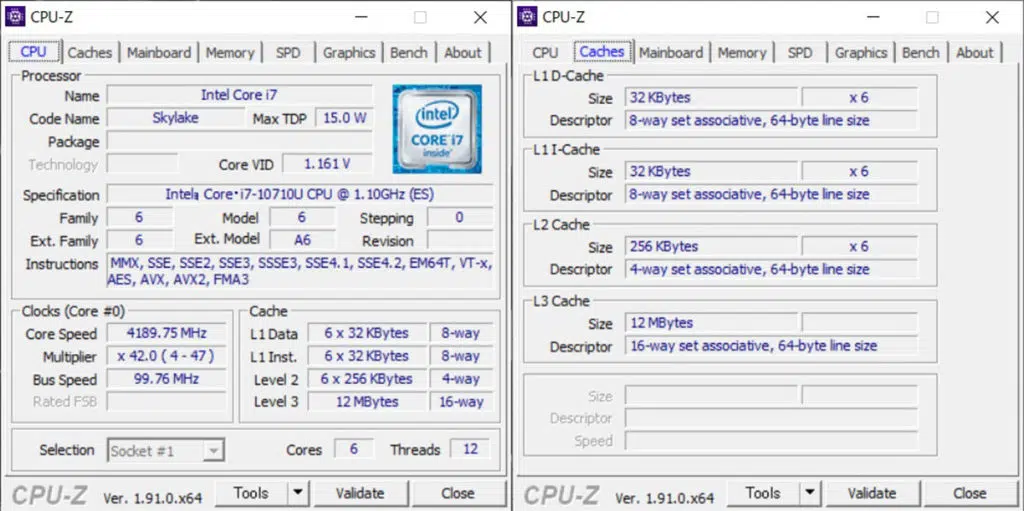 CPU-Z
CPU Caches Mainboard Memory SPD Graphics Bench About
Processor
Name Intel Core i7
Code Name Skylake Max TDP 15.0 W
Package
Technology Core VID 1.161 V
intel
CORE i7
inside
Specification Intel Core i7-10710U CPU @ 1.10GHz (ES)
Family 6 Model 6 Stepping 0
Ext. Family 6 Ext. Model A6 Revision
Instructions MMX, SSE, SSE2, SSE3, SSSE3, SSE4.1, SSE4.2, EM64T, VT-x,
AES, AVX, AVX2, FMA3
Clocks (Core #0)
Core Speed 4189.75 MHz
Multiplier x 42.0 ( 4 - 47 )
Bus Speed 99.76 MHz
Rated FSB
Cache
L1 Data 6 x 32 KBytes 8-way
L1 Inst. 6 x 32 KBytes 8-way
Level 2 6 x 256 KBytes 4-way
Level 3 12 MBytes 16-way
Selection Socket #1 Cores 6 Threads 12
CPU-Z Ver. 1.91.0.x64 Tools Validate Close
CPU-Z
CPU Caches Mainboard Memory SPD Graphics Bench About
L1 D-Cache
Size 32 KBytes x 6
Descriptor 8-way set associative, 64-byte line size
L1 I-Cache
Size 32 KBytes x 6
Descriptor 8-way set associative, 64-byte line size
L2 Cache
Size 256 KBytes x 6
Descriptor 4-way set associative, 64-byte line size
L3 Cache
Size 12 MBytes
Descriptor 16-way set associative, 64-byte line size
Size
Descriptor
Speed
CPU-Z Ver. 1.91.0.x64 Tools Validate Close